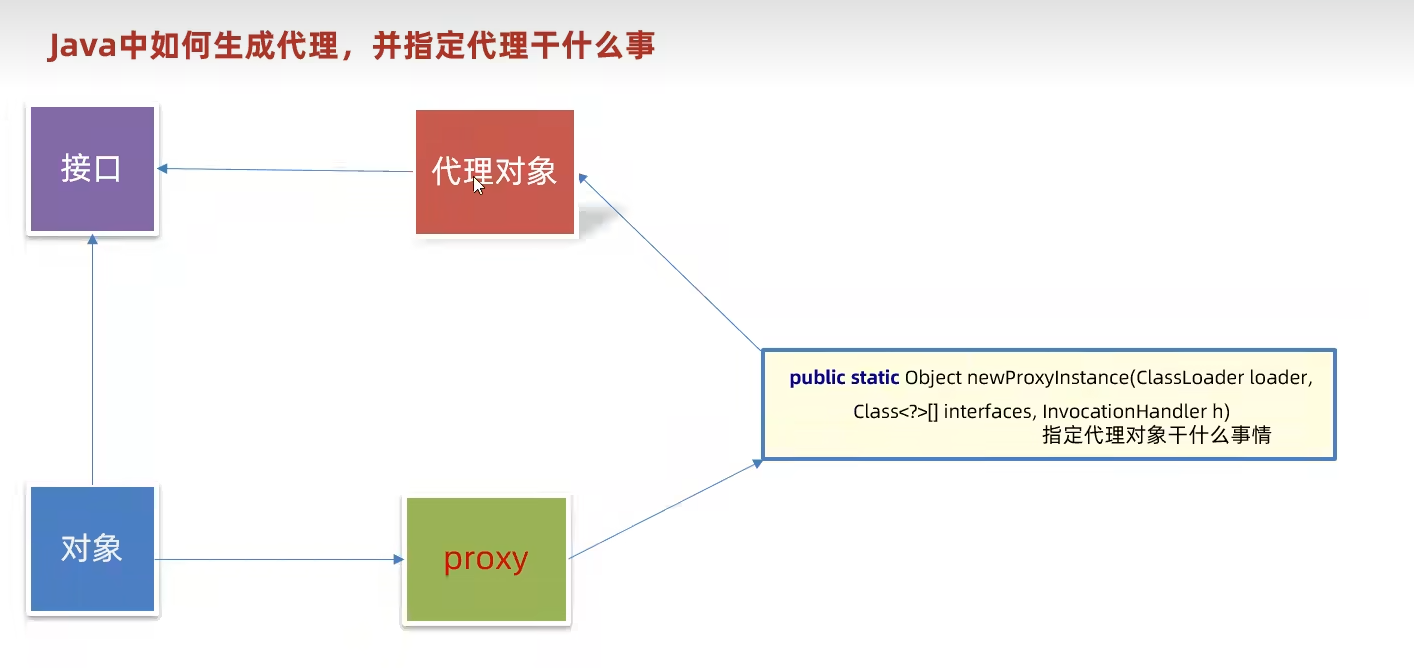 Java中如何生成代理，并指定代理干什么事
接口
代理对象
public static Object newProxyInstance(ClassLoader loader,
Class<?>[] interfaces, InvocationHandler h)
指定代理对象干什么事情
对象
proxy